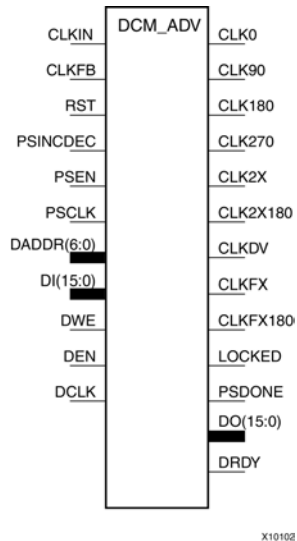 DCM_ADV
CLKIN
CLKFB
RST
PSINCDEC
PSEN
PSCLK
DADDR(6:0)
DI(15:0)
DWE
DEN
DCLK
CLK0
CLK90
CLK180
CLK270
CLK2X
CLK2X180
CLKDV
CLKFX
CLKFX180
LOCKED
PSDONE
DO(15:0)
DRDY
X10102